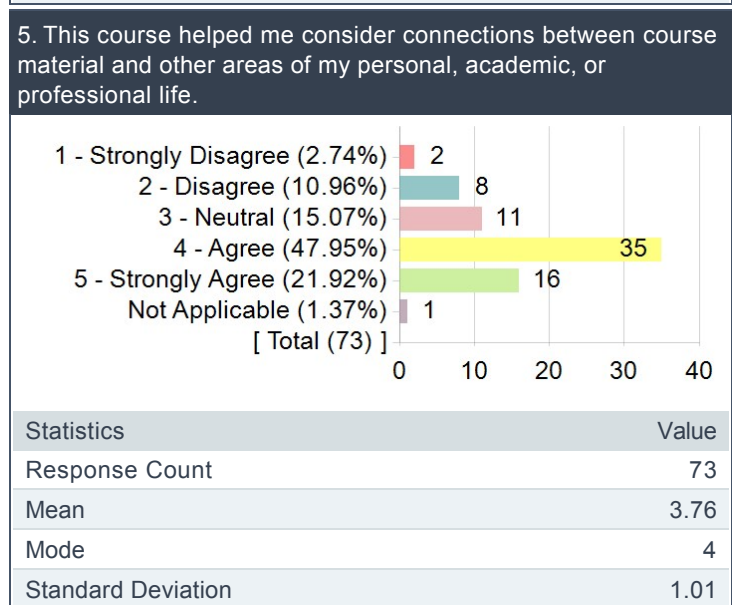 5. This course helped me consider connections between course
material and other areas of my personal, academic, or
professional life.
1 - Strongly Disagree (2.74%) 2
2 - Disagree (10.96%) 8
3 - Neutral (15.07%) 11
4 - Agree (47.95%) 35
5 - Strongly Agree (21.92%) 16
Not Applicable (1.37%) 1
[ Total (73) ]
0 10 20 30 40
Statistics Value
Response Count 73
Mean 3.76
Mode 4
Standard Deviation 1.01